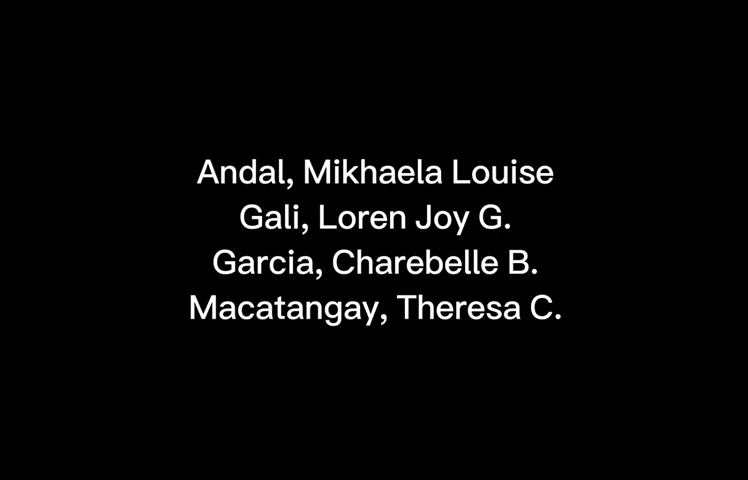 Andal, Mikhaela Louise
Gali, Loren Joy G.
Garcia, Charebelle B.
Macatangay, Theresa C.